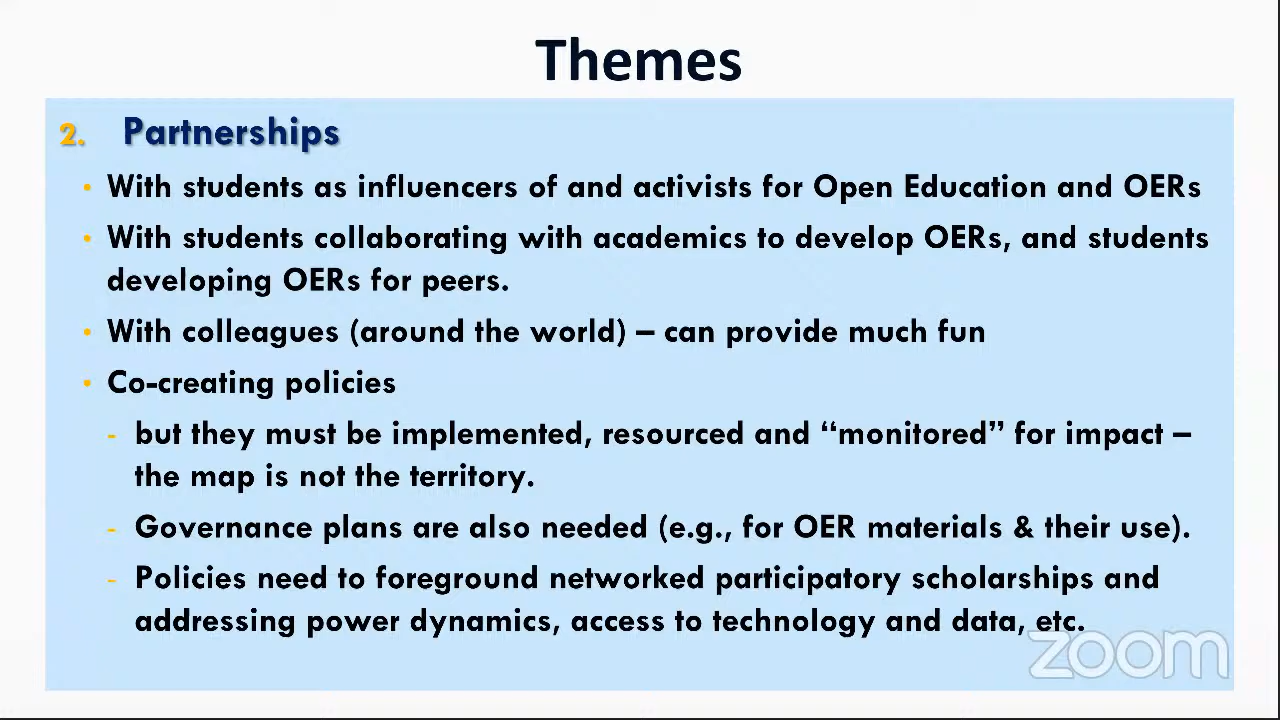 Themes
2. Partnerships
• With students as influencers of and activists for Open Education and OERs
• With students collaborating with academics to develop OERs, and students
developing OERs for peers.
• With colleagues (around the world) – can provide much fun
• Co-creating policies
- but they must be implemented, resourced and “monitored” for impact –
the map is not the territory.
- Governance plans are also needed (e.g., for OER materials & their use).
- Policies need to foreground networked participatory scholarships and
addressing power dynamics, access to technology and data, etc.
zoom